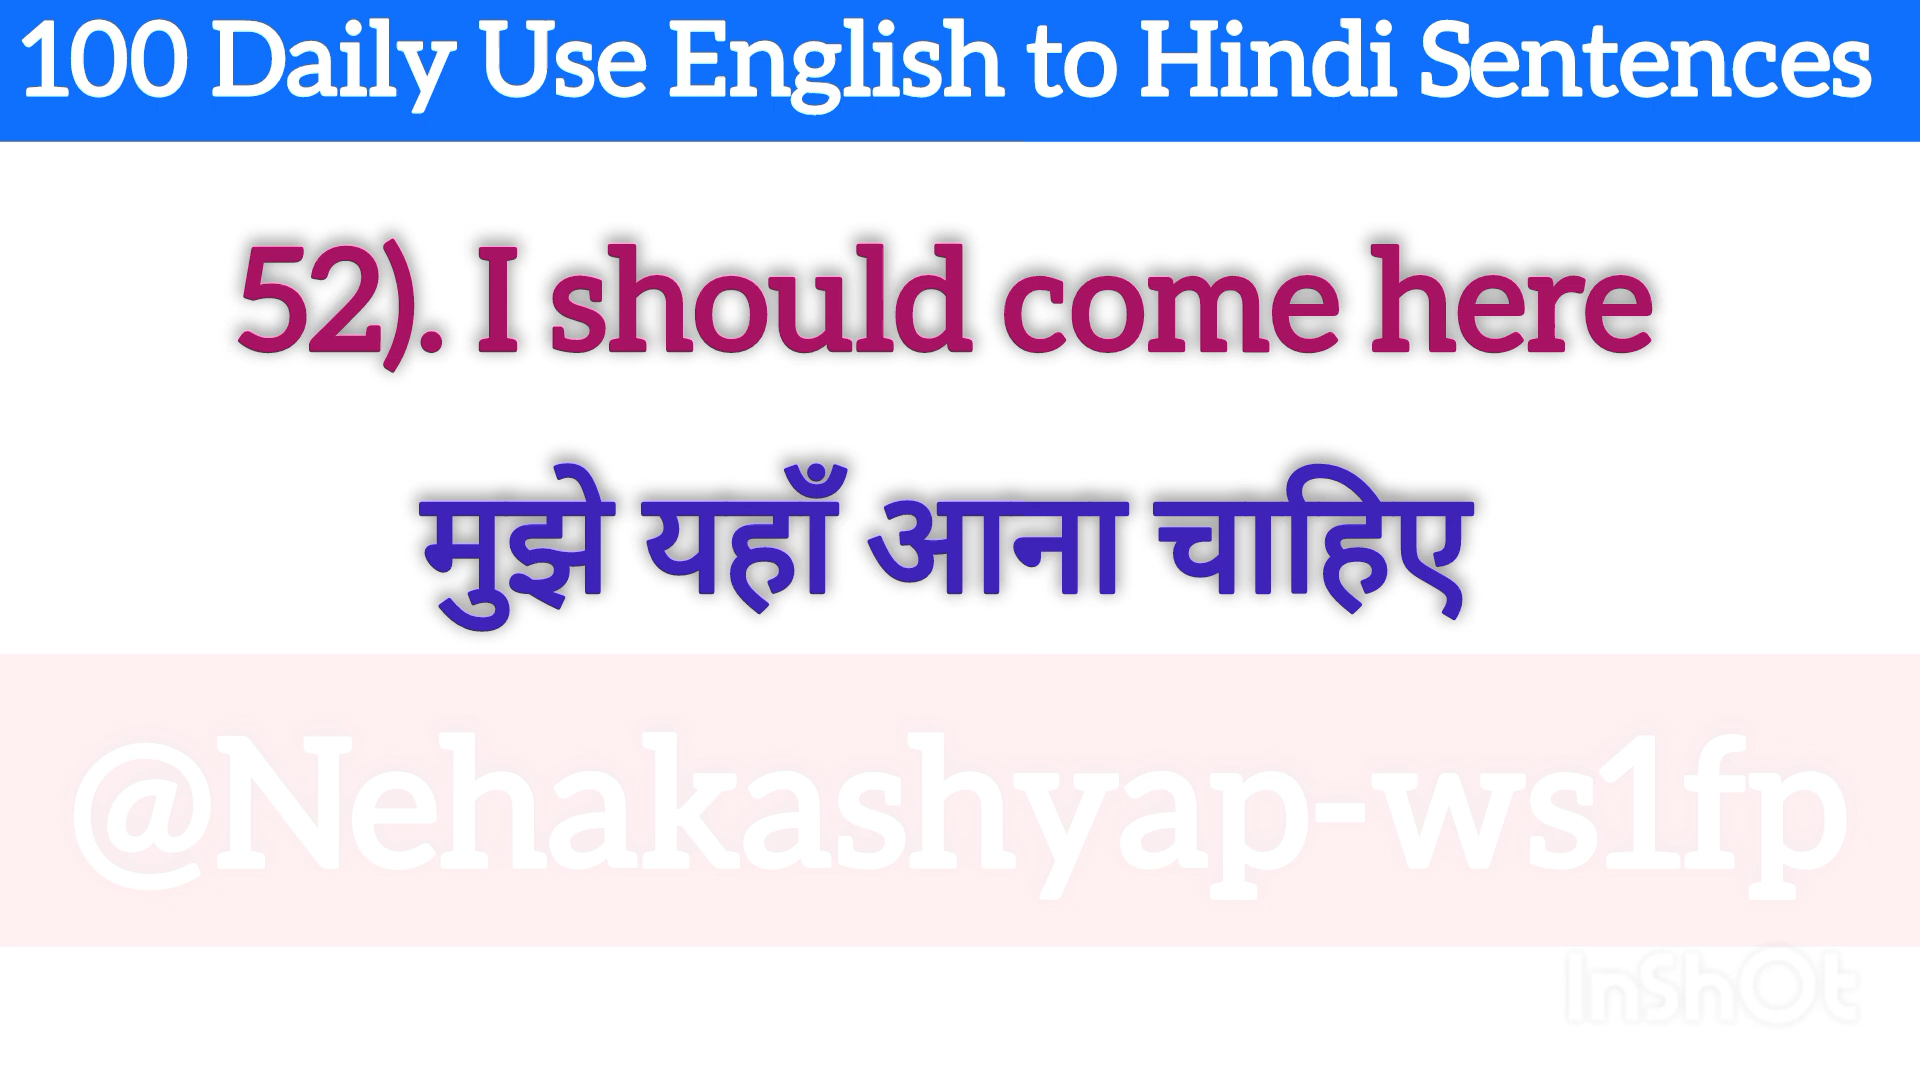 100 Daily Use English to Hindi Sentences
52). I should come here
मुझे यहाँ आना चाहिए
@Nehakashyap-ws1fp
InShOt